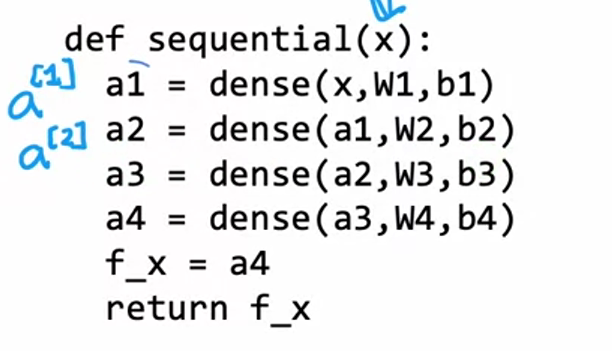 def sequential(x):
a[1] a1 = dense(x,W1,b1)
a[2] a2 = dense(a1,W2,b2)
a3 = dense(a2,W3,b3)
a4 = dense(a3,W4,b4)
f_x = a4
return f_x